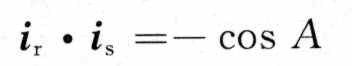 i_r • i_s = − cos A